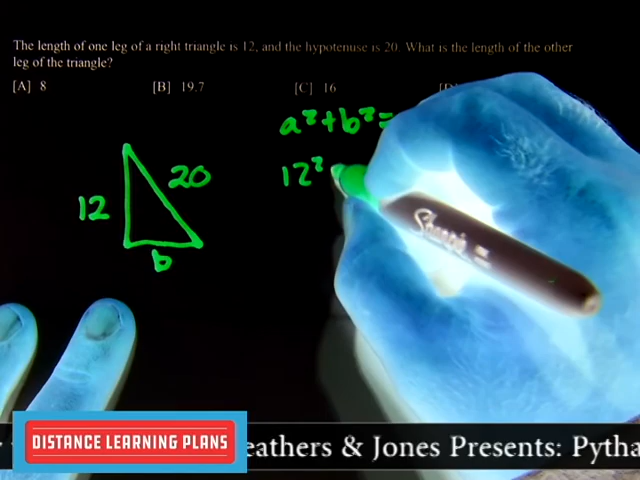 The length of one leg of a right triangle is 12, and the hypotenuse is 20. What is the length of the other
leg of the triangle?
[A] 8 [B] 19.7 [C] 16
a² + b² =
12²
20
12
b
Sharpie
DISTANCE LEARNING PLANS
eathers & Jones Presents: Pytha